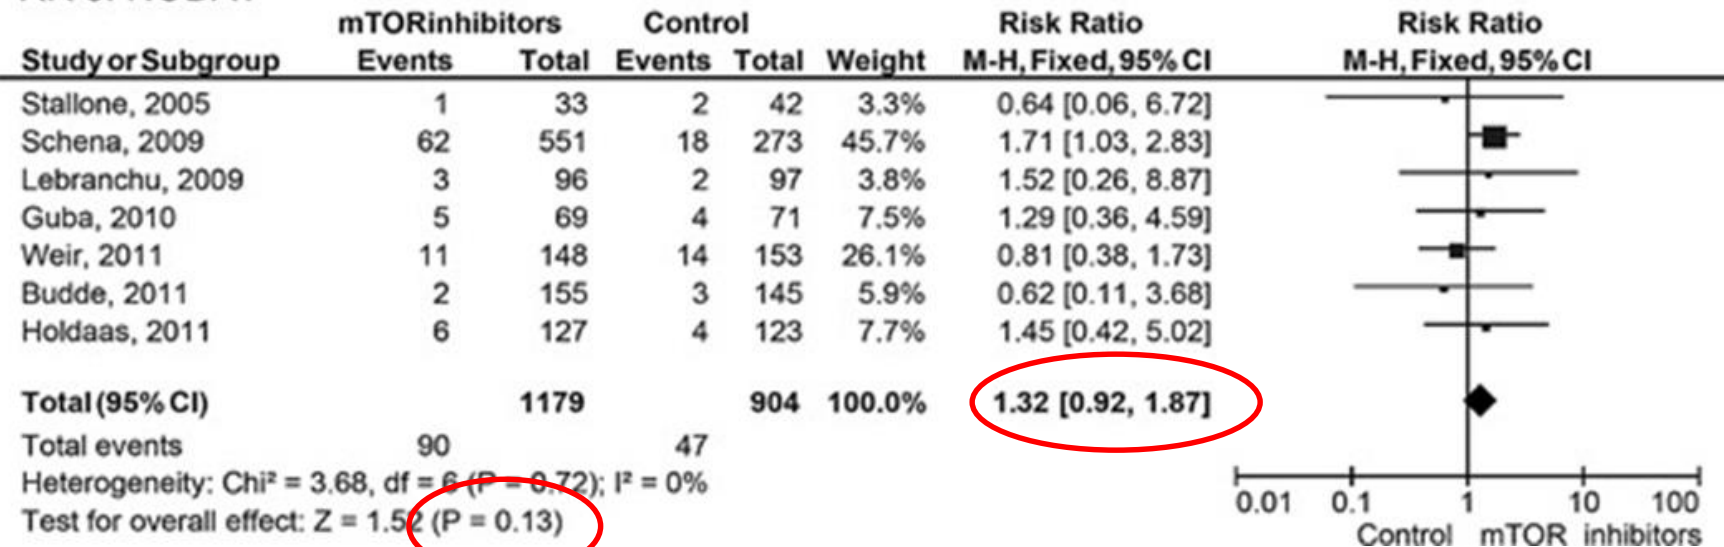 mTORinhibitors Control Risk Ratio Risk Ratio
Study or Subgroup Events Total Events Total Weight M-H, Fixed, 95% CI M-H, Fixed, 95% CI
Stallone, 2005 1 33 2 42 3.3% 0.64 [0.06, 6.72]
Schena, 2009 62 551 18 273 45.7% 1.71 [1.03, 2.83]
Lebranchu, 2009 3 96 2 97 3.8% 1.52 [0.26, 8.87]
Guba, 2010 5 69 4 71 7.5% 1.29 [0.36, 4.59]
Weir, 2011 11 148 14 153 26.1% 0.81 [0.38, 1.73]
Budde, 2011 2 155 3 145 5.9% 0.62 [0.11, 3.68]
Holdaas, 2011 6 127 4 123 7.7% 1.45 [0.42, 5.02]
Total (95% CI) 1179 904 100.0% 1.32 [0.92, 1.87]
Total events 90 47
Heterogeneity: Chi² = 3.68, df = 6 (P = 0.72); I² = 0%
Test for overall effect: Z = 1.52 (P = 0.13)
0.01 0.1 1 10 100
Control mTOR inhibitors